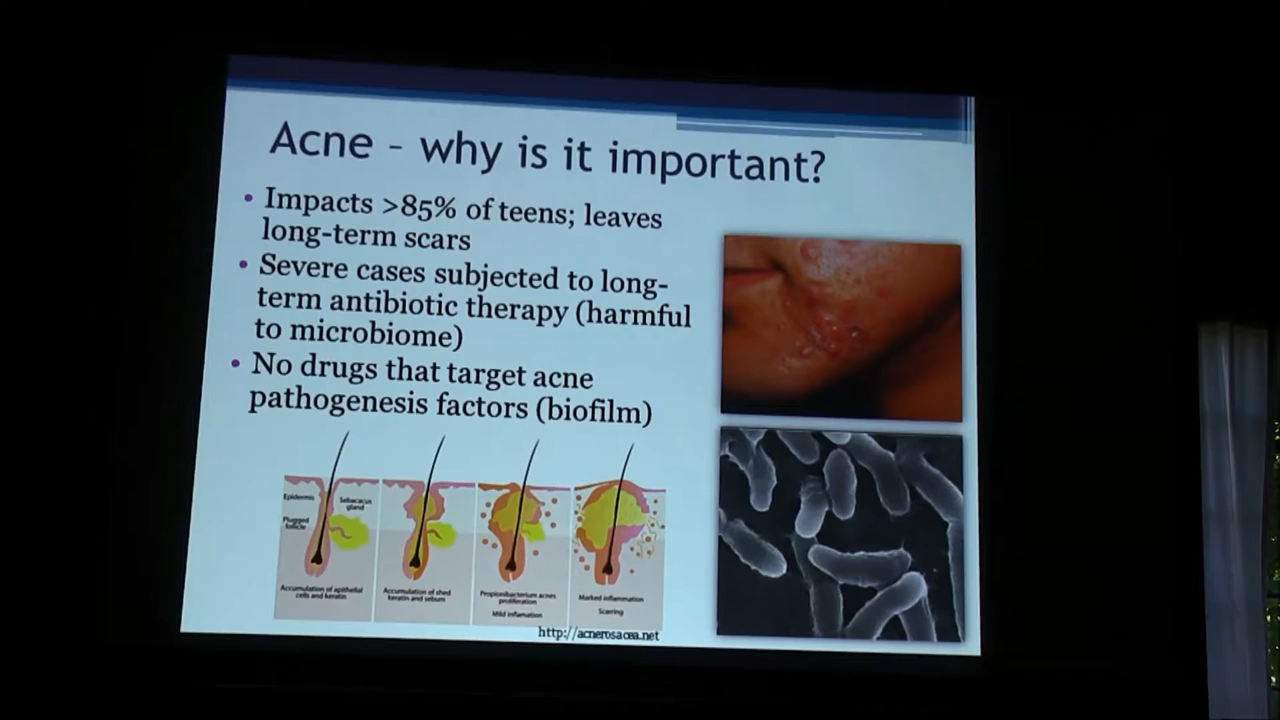 Acne - why is it important?
• Impacts >85% of teens; leaves
long-term scars
• Severe cases subjected to long-
term antibiotic therapy (harmful
to microbiome)
• No drugs that target acne
pathogenesis factors (biofilm)
Epidermis
Sebaceous
gland
Plugged
follicle
Accumulation of epithelial
cells and keratin
Accumulation of shed
keratin and sebum
Propionibacterium acnes
proliferation
Mild inflamation
Marked inflammation
Scarring
http://acnerosacea.net